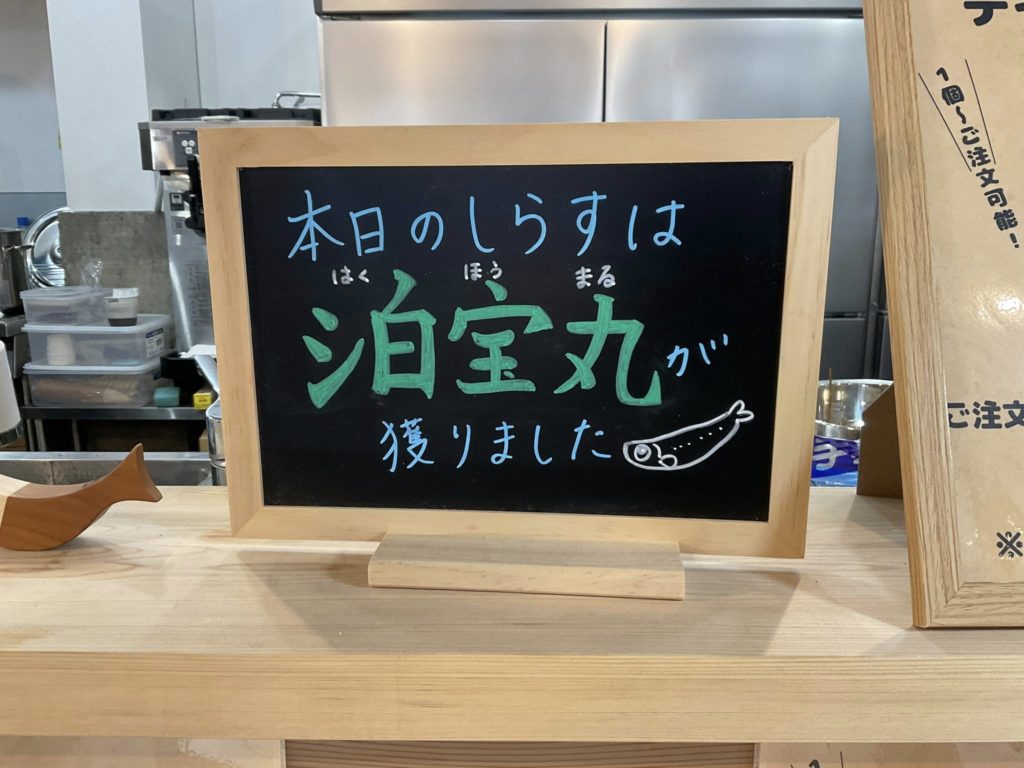 本日のしらすは
はく ほう まる
泊宝丸が
獲りました
1個〜ご注文可能!
ご注文
※